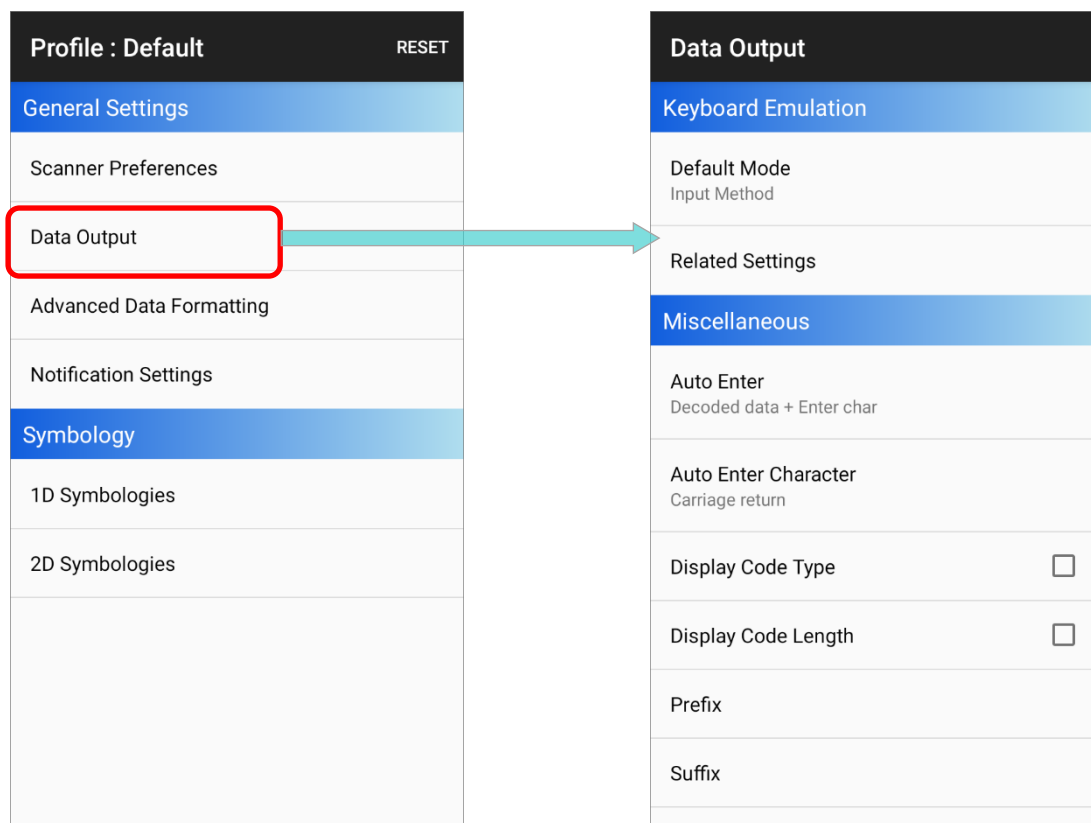 Profile : Default
RESET
General Settings
Scanner Preferences
Data Output
Advanced Data Formatting
Notification Settings
Symbology
1D Symbologies
2D Symbologies
Data Output
Keyboard Emulation
Default Mode
Input Method
Related Settings
Miscellaneous
Auto Enter
Decoded data + Enter char
Auto Enter Character
Carriage return
Display Code Type
Display Code Length
Prefix
Suffix